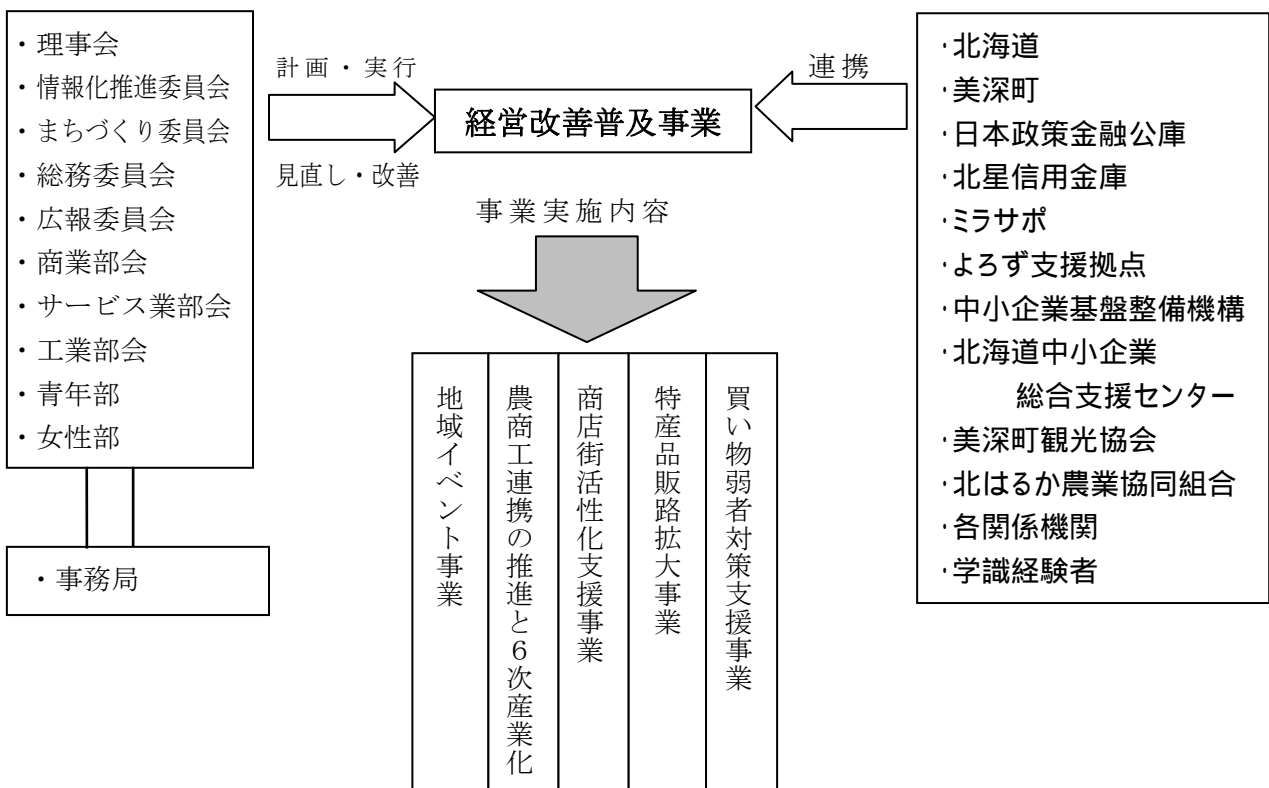 ・理事会
・情報化推進委員会
・まちづくり委員会
・総務委員会
・広報委員会
・商業部会
・サービス業部会
・工業部会
・青年部
・女性部
・事務局
計画・実行
見直し・改善
経営改善普及事業
連携
・北海道
・美深町
・日本政策金融公庫
・北星信用金庫
・ミラサポ
・よろず支援拠点
・中小企業基盤整備機構
・北海道中小企業
総合支援センター
・美深町観光協会
・北はるか農業協同組合
・各関係機関
・学識経験者
事業実施内容
買い物弱者対策支援事業
特産品販路拡大事業
商店街活性化支援事業
農商工連携の推進と6次産業化
地域イベント事業